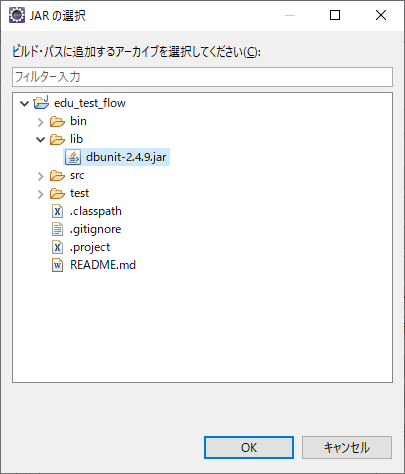 JAR の選択
ビルド・パスに追加するアーカイブを選択してください(C):
フィルター入力
edu_test_flow
bin
lib
dbunit-2.4.9.jar
src
test
.classpath
.gitignore
.project
README.md
OK
キャンセル